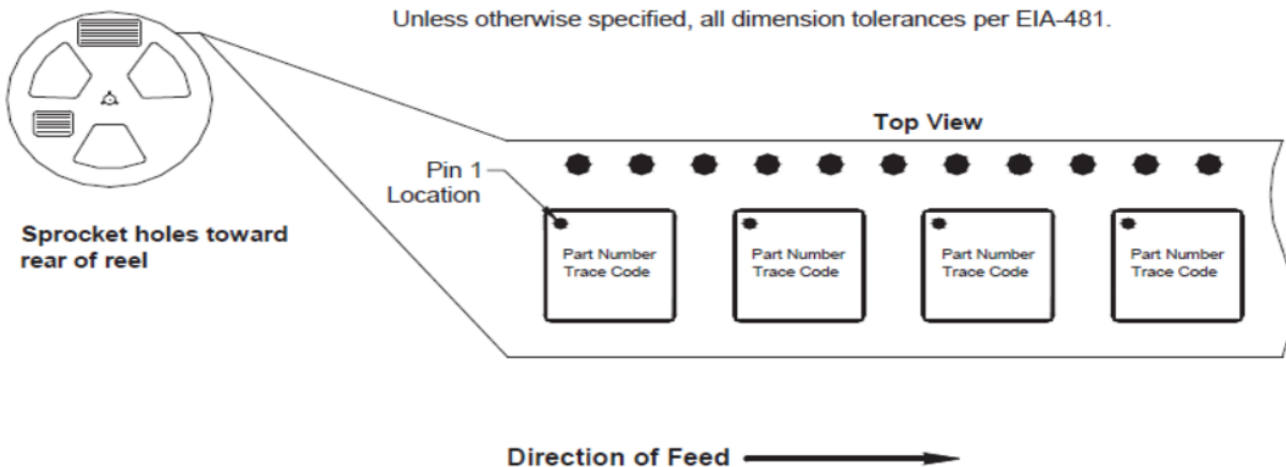 Unless otherwise specified, all dimension tolerances per EIA-481.
Top View
Pin 1
Location
Sprocket holes toward
rear of reel
Part Number
Trace Code
Part Number
Trace Code
Part Number
Trace Code
Part Number
Trace Code
Direction of Feed